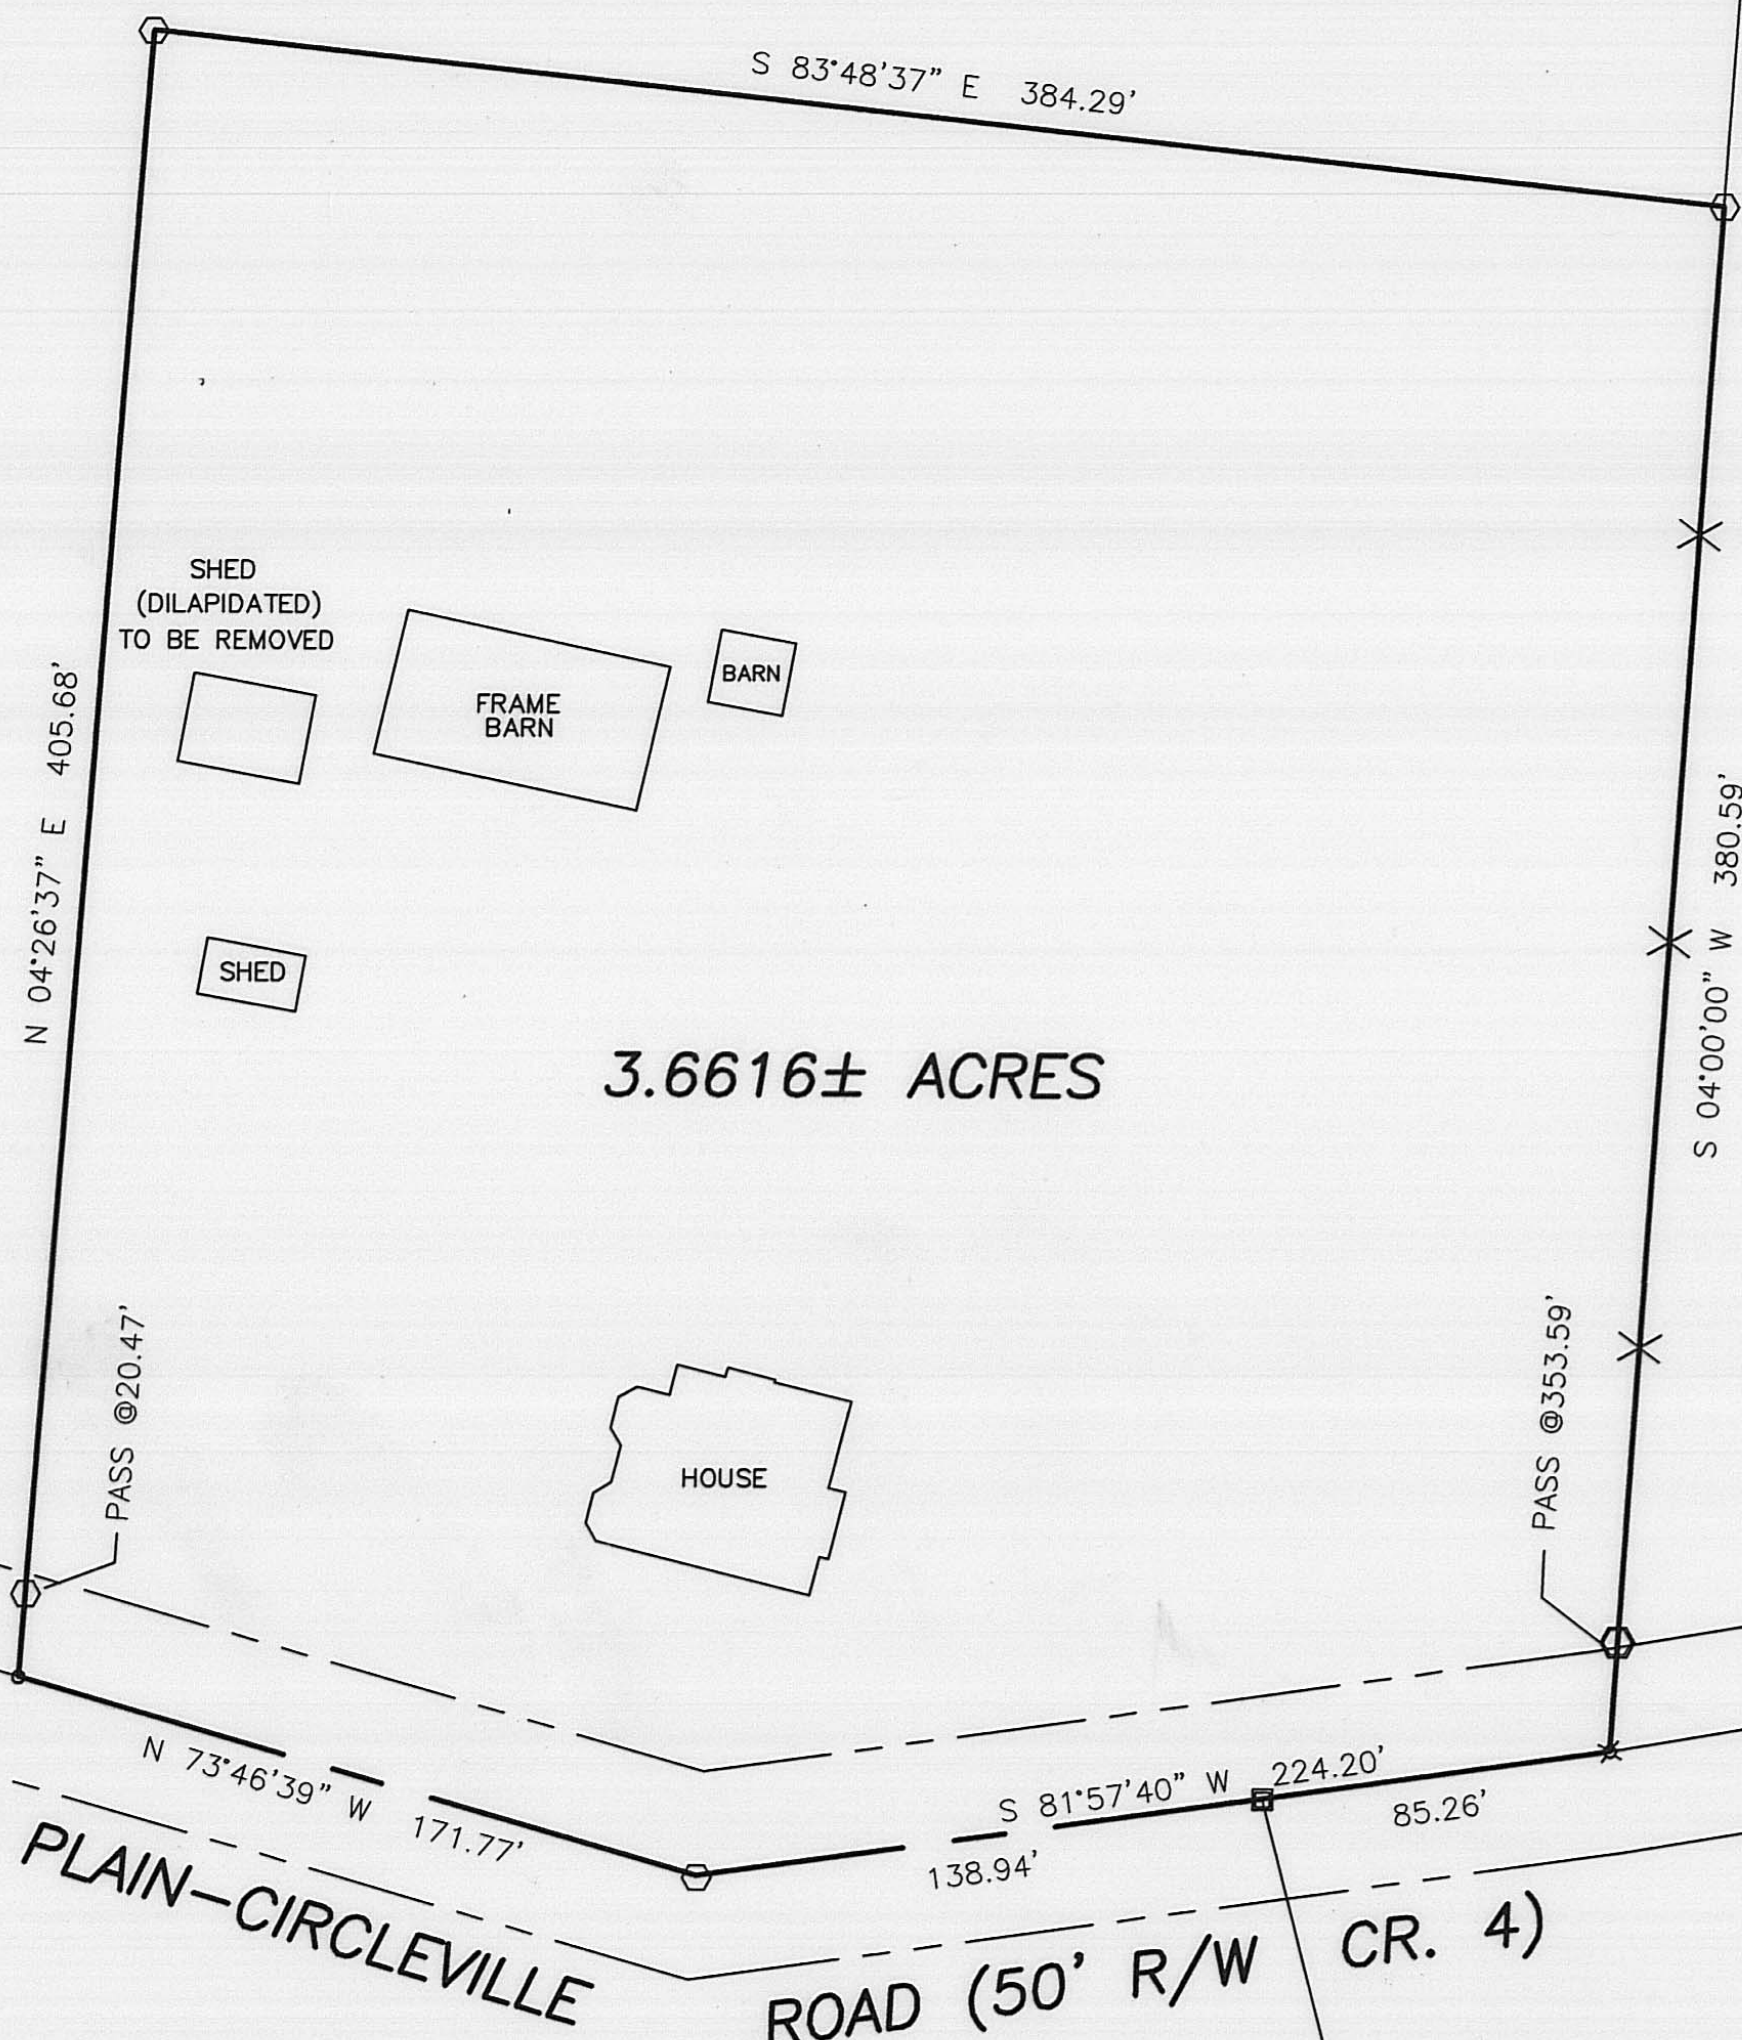 S 83°48'37" E 384.29'
SHED
(DILAPIDATED)
TO BE REMOVED
FRAME
BARN
BARN
N 04°26'37" E 405.68'
S 04°00'00" W 380.59'
SHED
3.6616± ACRES
PASS @20.47'
PASS @353.59'
HOUSE
N 73°46'39" W 171.77'
S 81°57'40" W 224.20'
138.94'
85.26'
PLAIN-CIRCLEVILLE ROAD (50' R/W CR. 4)